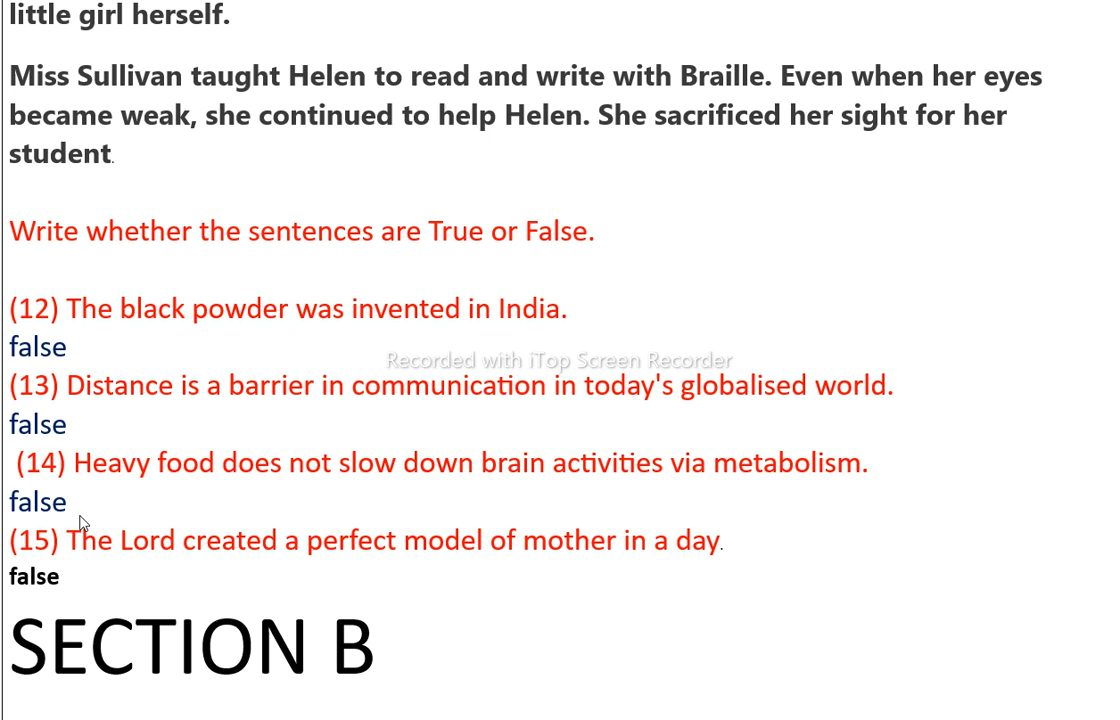 little girl herself.
Miss Sullivan taught Helen to read and write with Braille. Even when her eyes
became weak, she continued to help Helen. She sacrificed her sight for her
student.
Write whether the sentences are True or False.
(12) The black powder was invented in India.
false
Recorded with iTop Screen Recorder
(13) Distance is a barrier in communication in today's globalised world.
false
(14) Heavy food does not slow down brain activities via metabolism.
false
(15) The Lord created a perfect model of mother in a day.
false
SECTION B